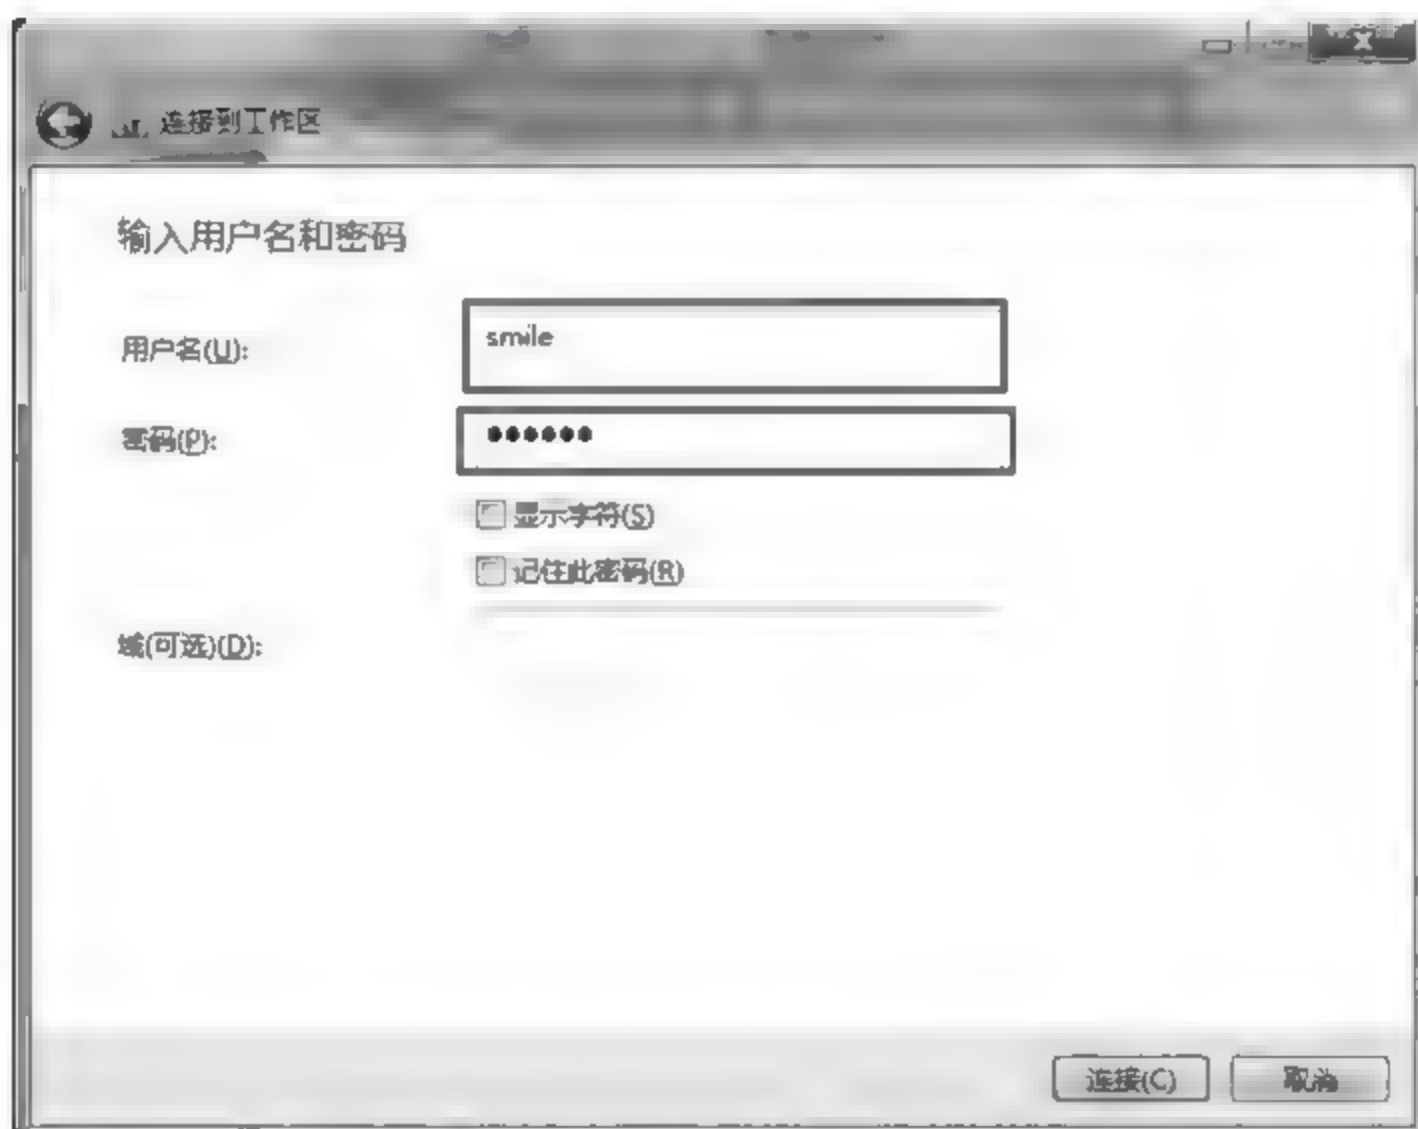 连接到工作区
输入用户名和密码
用户名(U):
smile
密码(P):
●●●●●●
显示字符(S)
记住此密码(R)
域(可选)(D):
连接(C)
取消